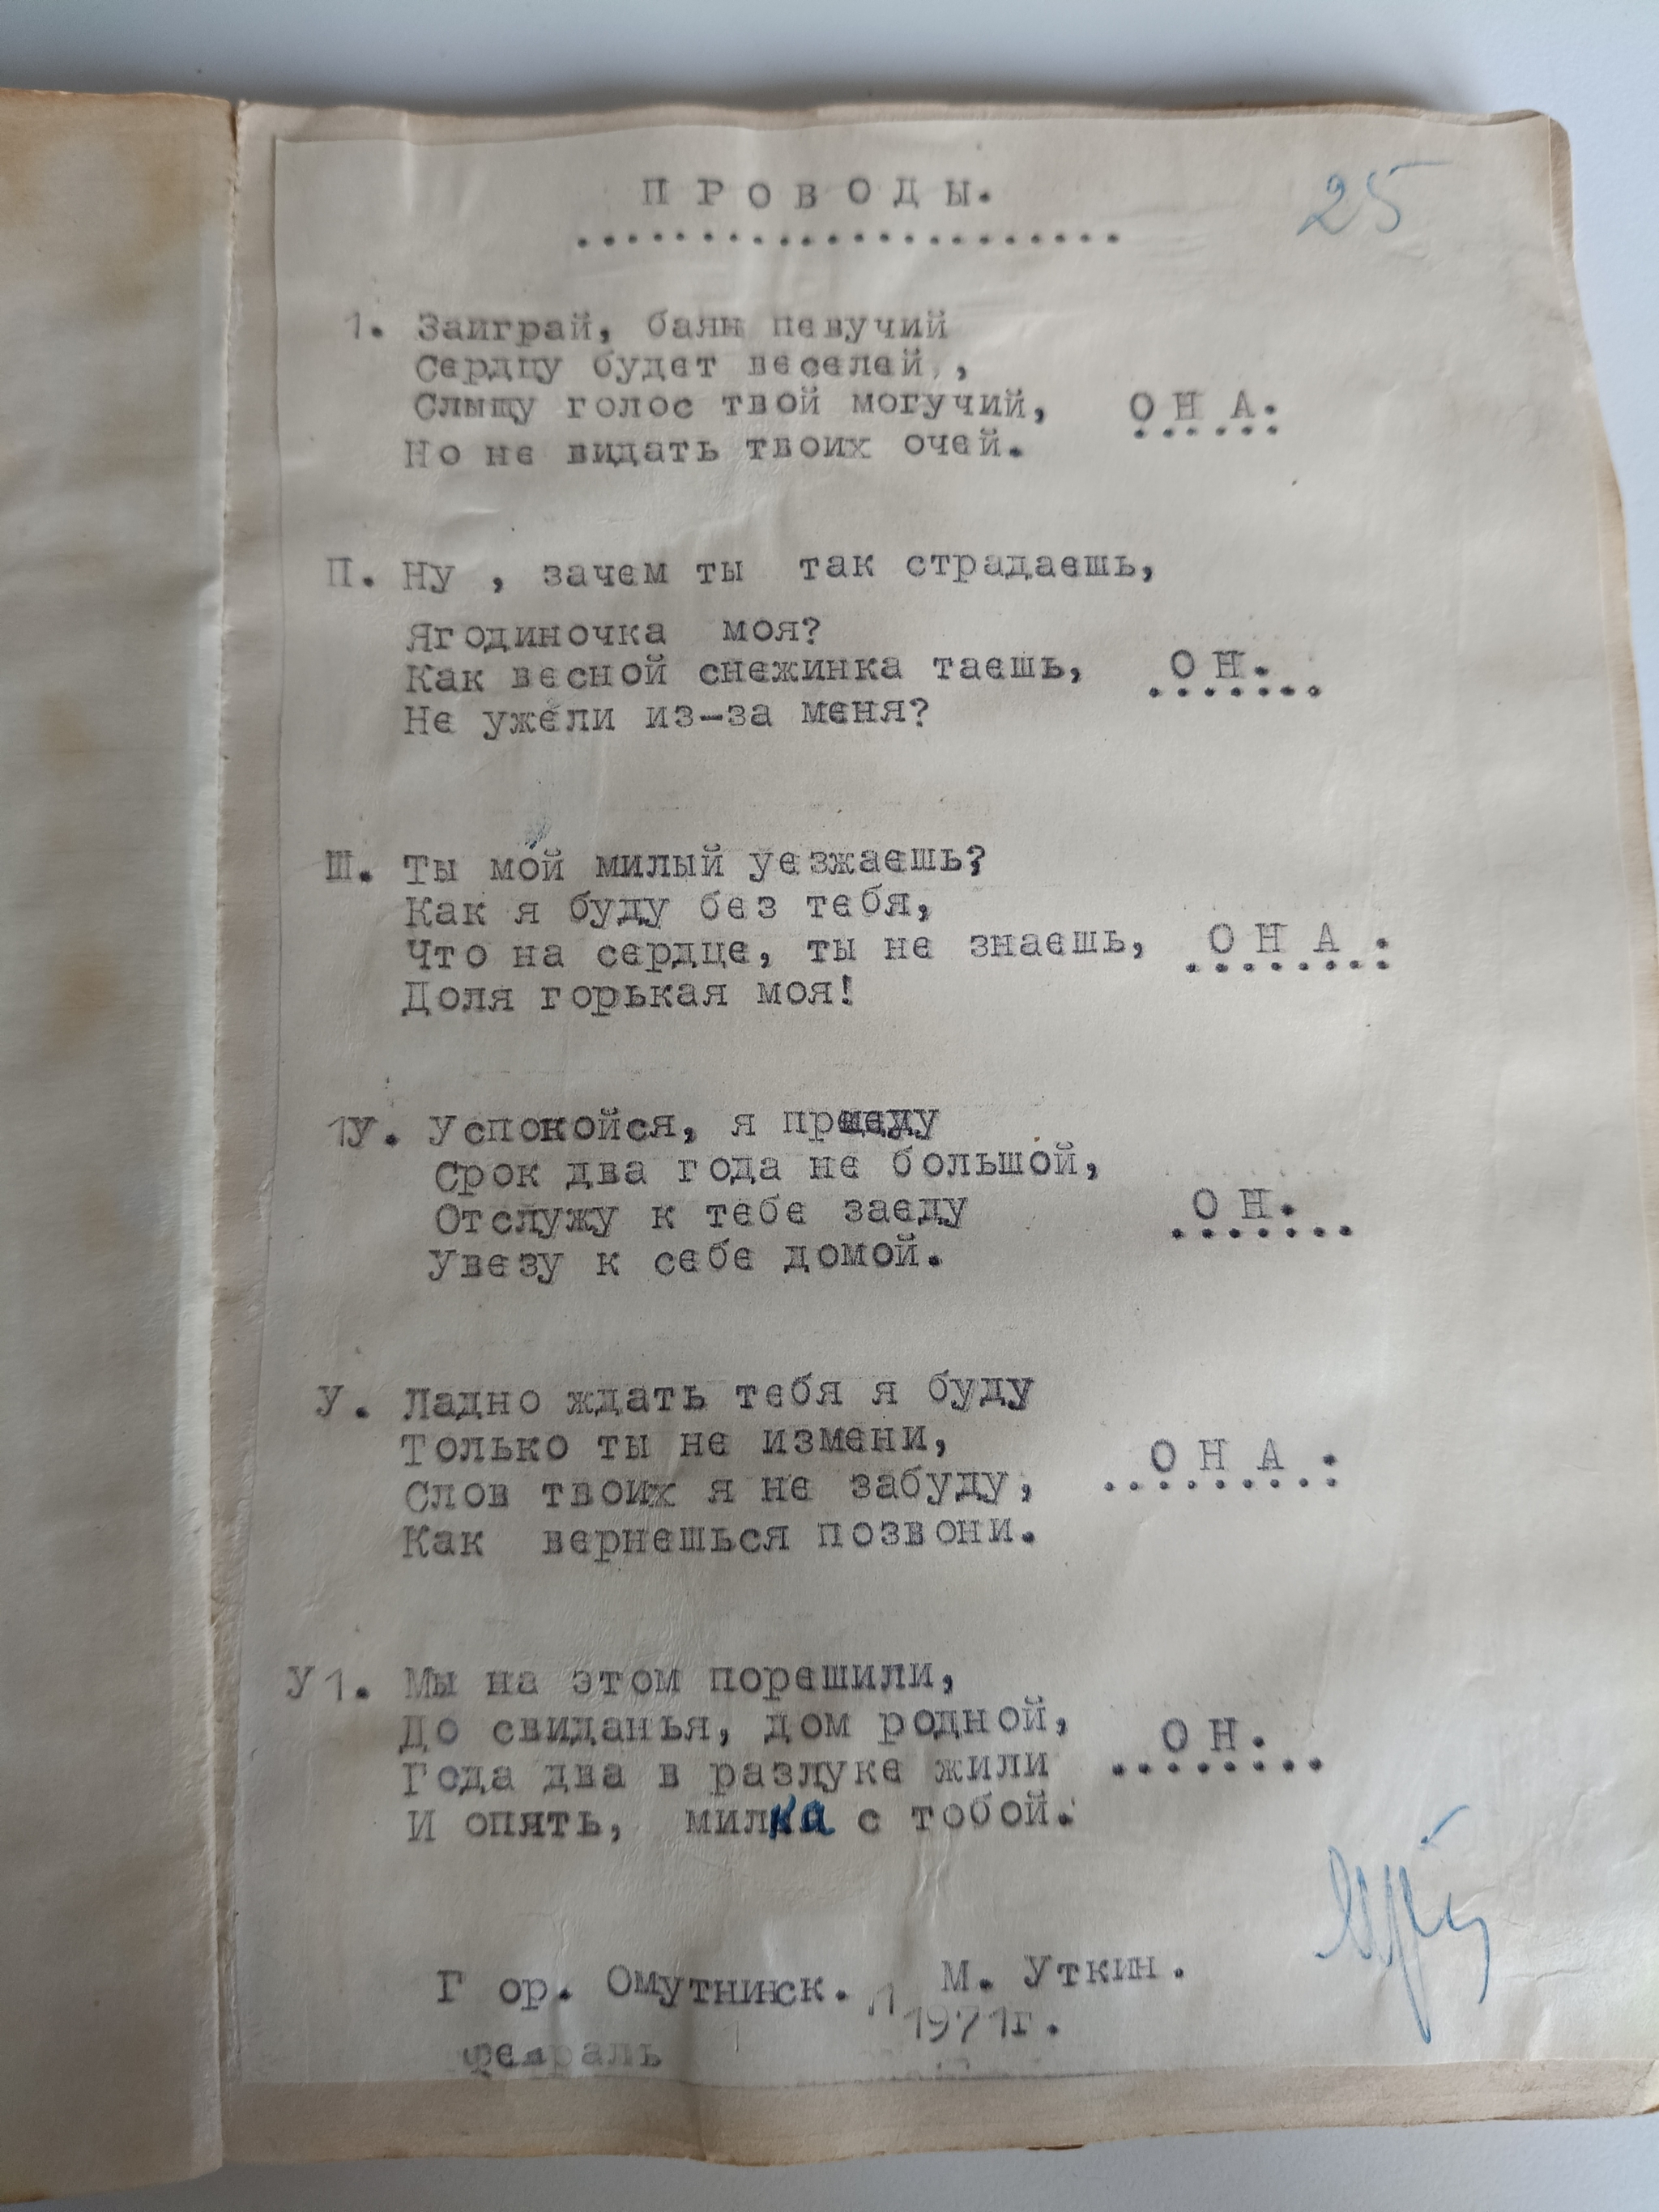 П Р О В О Д Ы.
25
1. Заиграй, баян певучий
Сердцу будет веселей,,
Слыщу голос твой могучий, О Н А.
Но не видать твоих очей.
П. Ну , зачем ты так страдаешь,
Ягодиночка моя?
Как весной снежинка таешь, О Н.
Не ужели из-за меня?
Ш. Ты мой милый уезжаешь?
Как я буду без тебя,
Что на сердце, ты не знаешь, О Н А .
Доля горькая моя!
1У. Успокойся, я
Срок два года не большой,
Отслужу к тебе заеду О Н.
Увезу к себе домой.
У. Ладно ждать тебя я буду
Только ты не измени, О Н А .
Слов твоих я не забуду,
Как вернешься позвони.
У1. Мы на этом порешили,
До свиданья, дом родной, О Н.
Года два в разлуке жили
И опять, милка с тобой.
Г ор. Омутнинск. М. Уткин.
1971г.
февраль